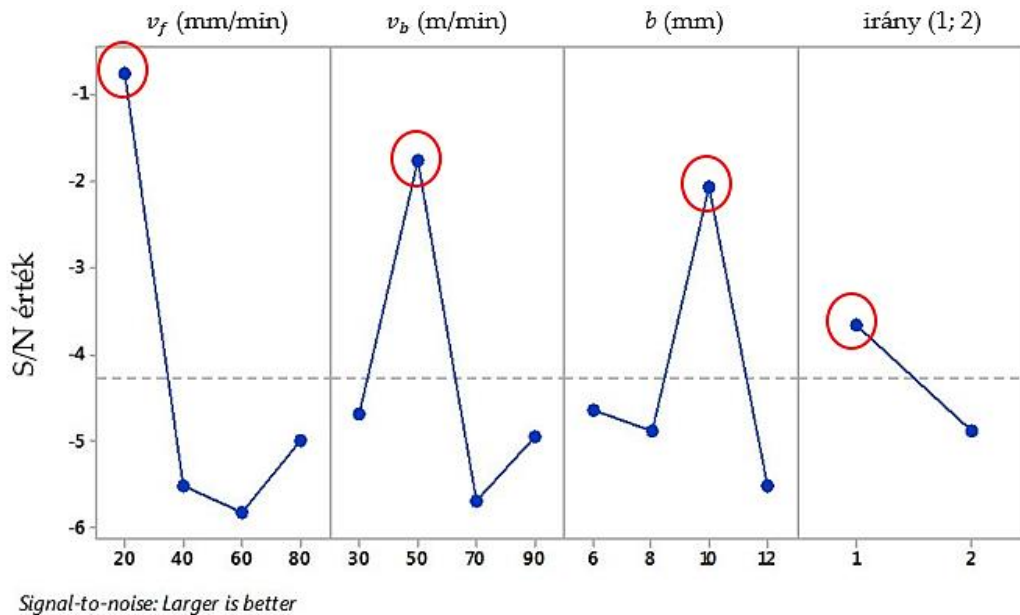 v_f (mm/min) v_b (m/min) b (mm) irány (1; 2)
-1
-2
-3
-4
-5
-6
S/N érték
20 40 60 80 30 50 70 90 6 8 10 12 1 2
Signal-to-noise: Larger is better